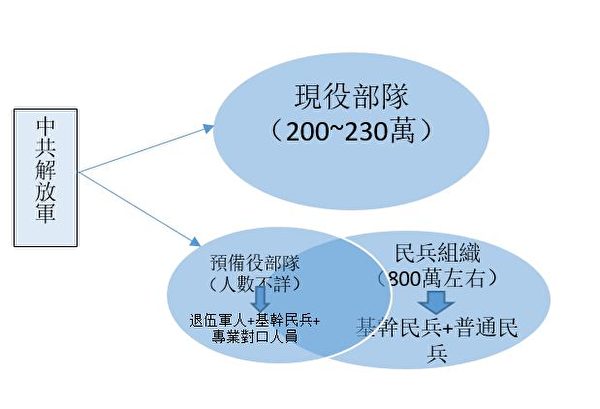 中共解放軍
現役部隊
（200~230萬）
預備役部隊
（人數不詳）
退伍軍人+基幹民兵+
專業對口人員
民兵組織
（800萬左右）
基幹民兵+普通民
兵